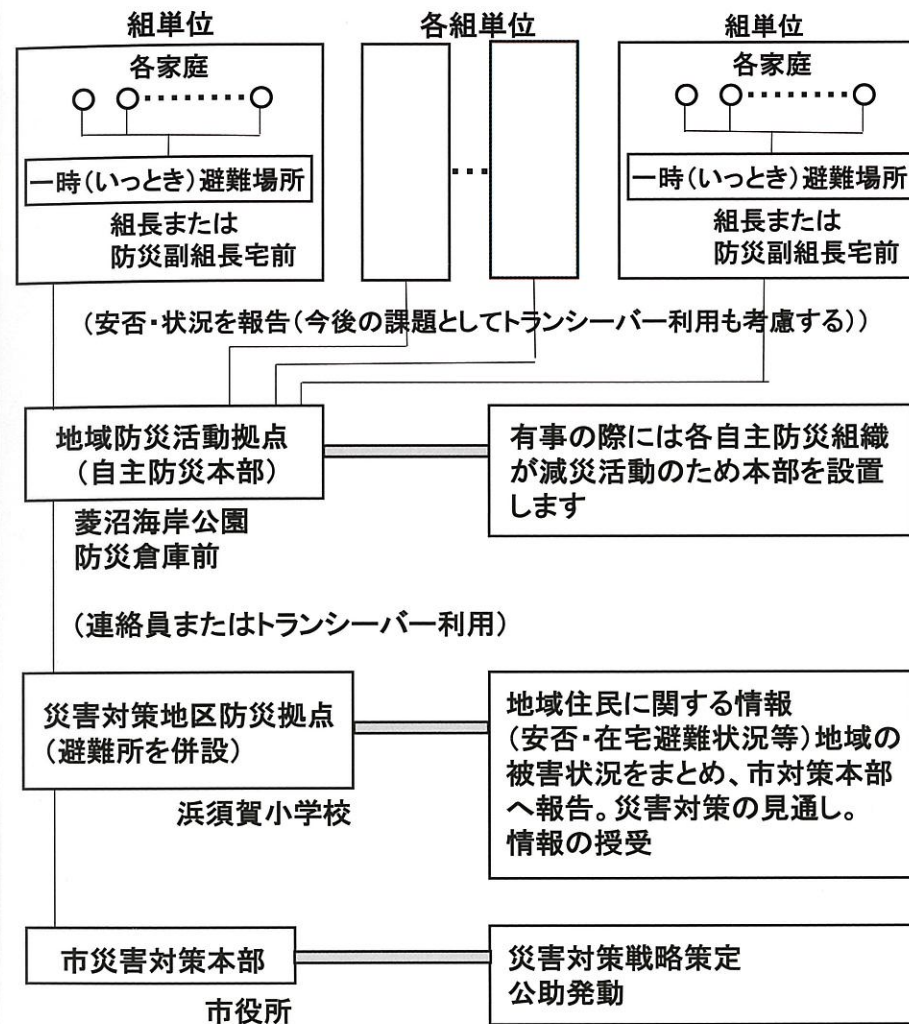 組単位
各家庭
一時(いっとき)避難場所
組長または
防災副組長宅前
各組単位
組単位
各家庭
一時(いっとき)避難場所
組長または
防災副組長宅前
(安否・状況を報告(今後の課題としてトランシーバー利用も考慮する))
地域防災活動拠点
(自主防災本部)
有事の際には各自主防災組織
が減災活動のため本部を設置
します
菱沼海岸公園
防災倉庫前
(連絡員またはトランシーバー利用)
災害対策地区防災拠点
(避難所を併設)
浜須賀小学校
地域住民に関する情報
(安否・在宅避難状況等)地域の
被害状況をまとめ、市対策本部
へ報告。災害対策の見通し。
情報の授受
市災害対策本部
市役所
災害対策戦略策定
公助発動